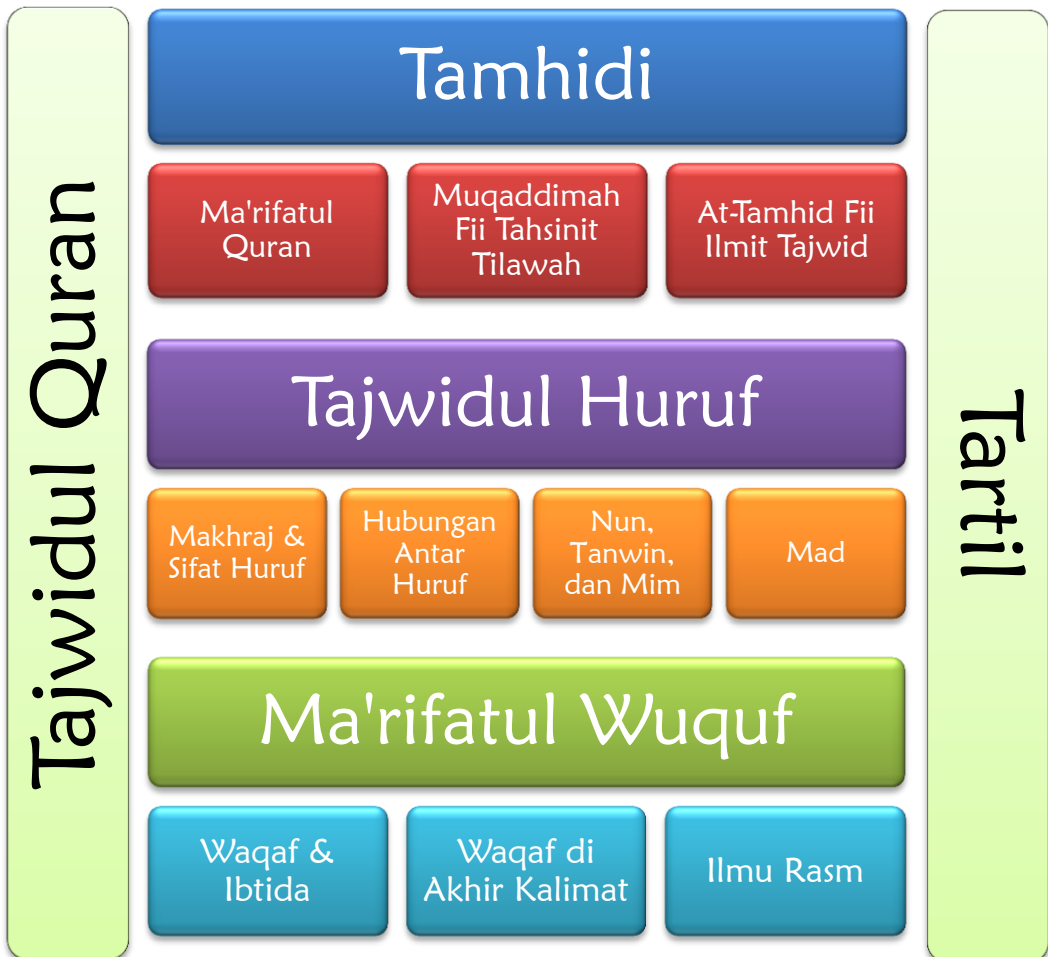 Tajwidul Quran
Tamhidi
Ma'rifatul
Quran
Muqaddimah
Fii Tahsinit
Tilawah
At-Tamhid Fii
Ilmit Tajwid
Tajwidul Huruf
Makhraj &
Sifat Huruf
Hubungan
Antar
Huruf
Nun,
Tanwin,
dan Mim
Mad
Ma'rifatul Wuquf
Waqaf &
Ibtida
Waqaf di
Akhir Kalimat
Ilmu Rasm
Tartil